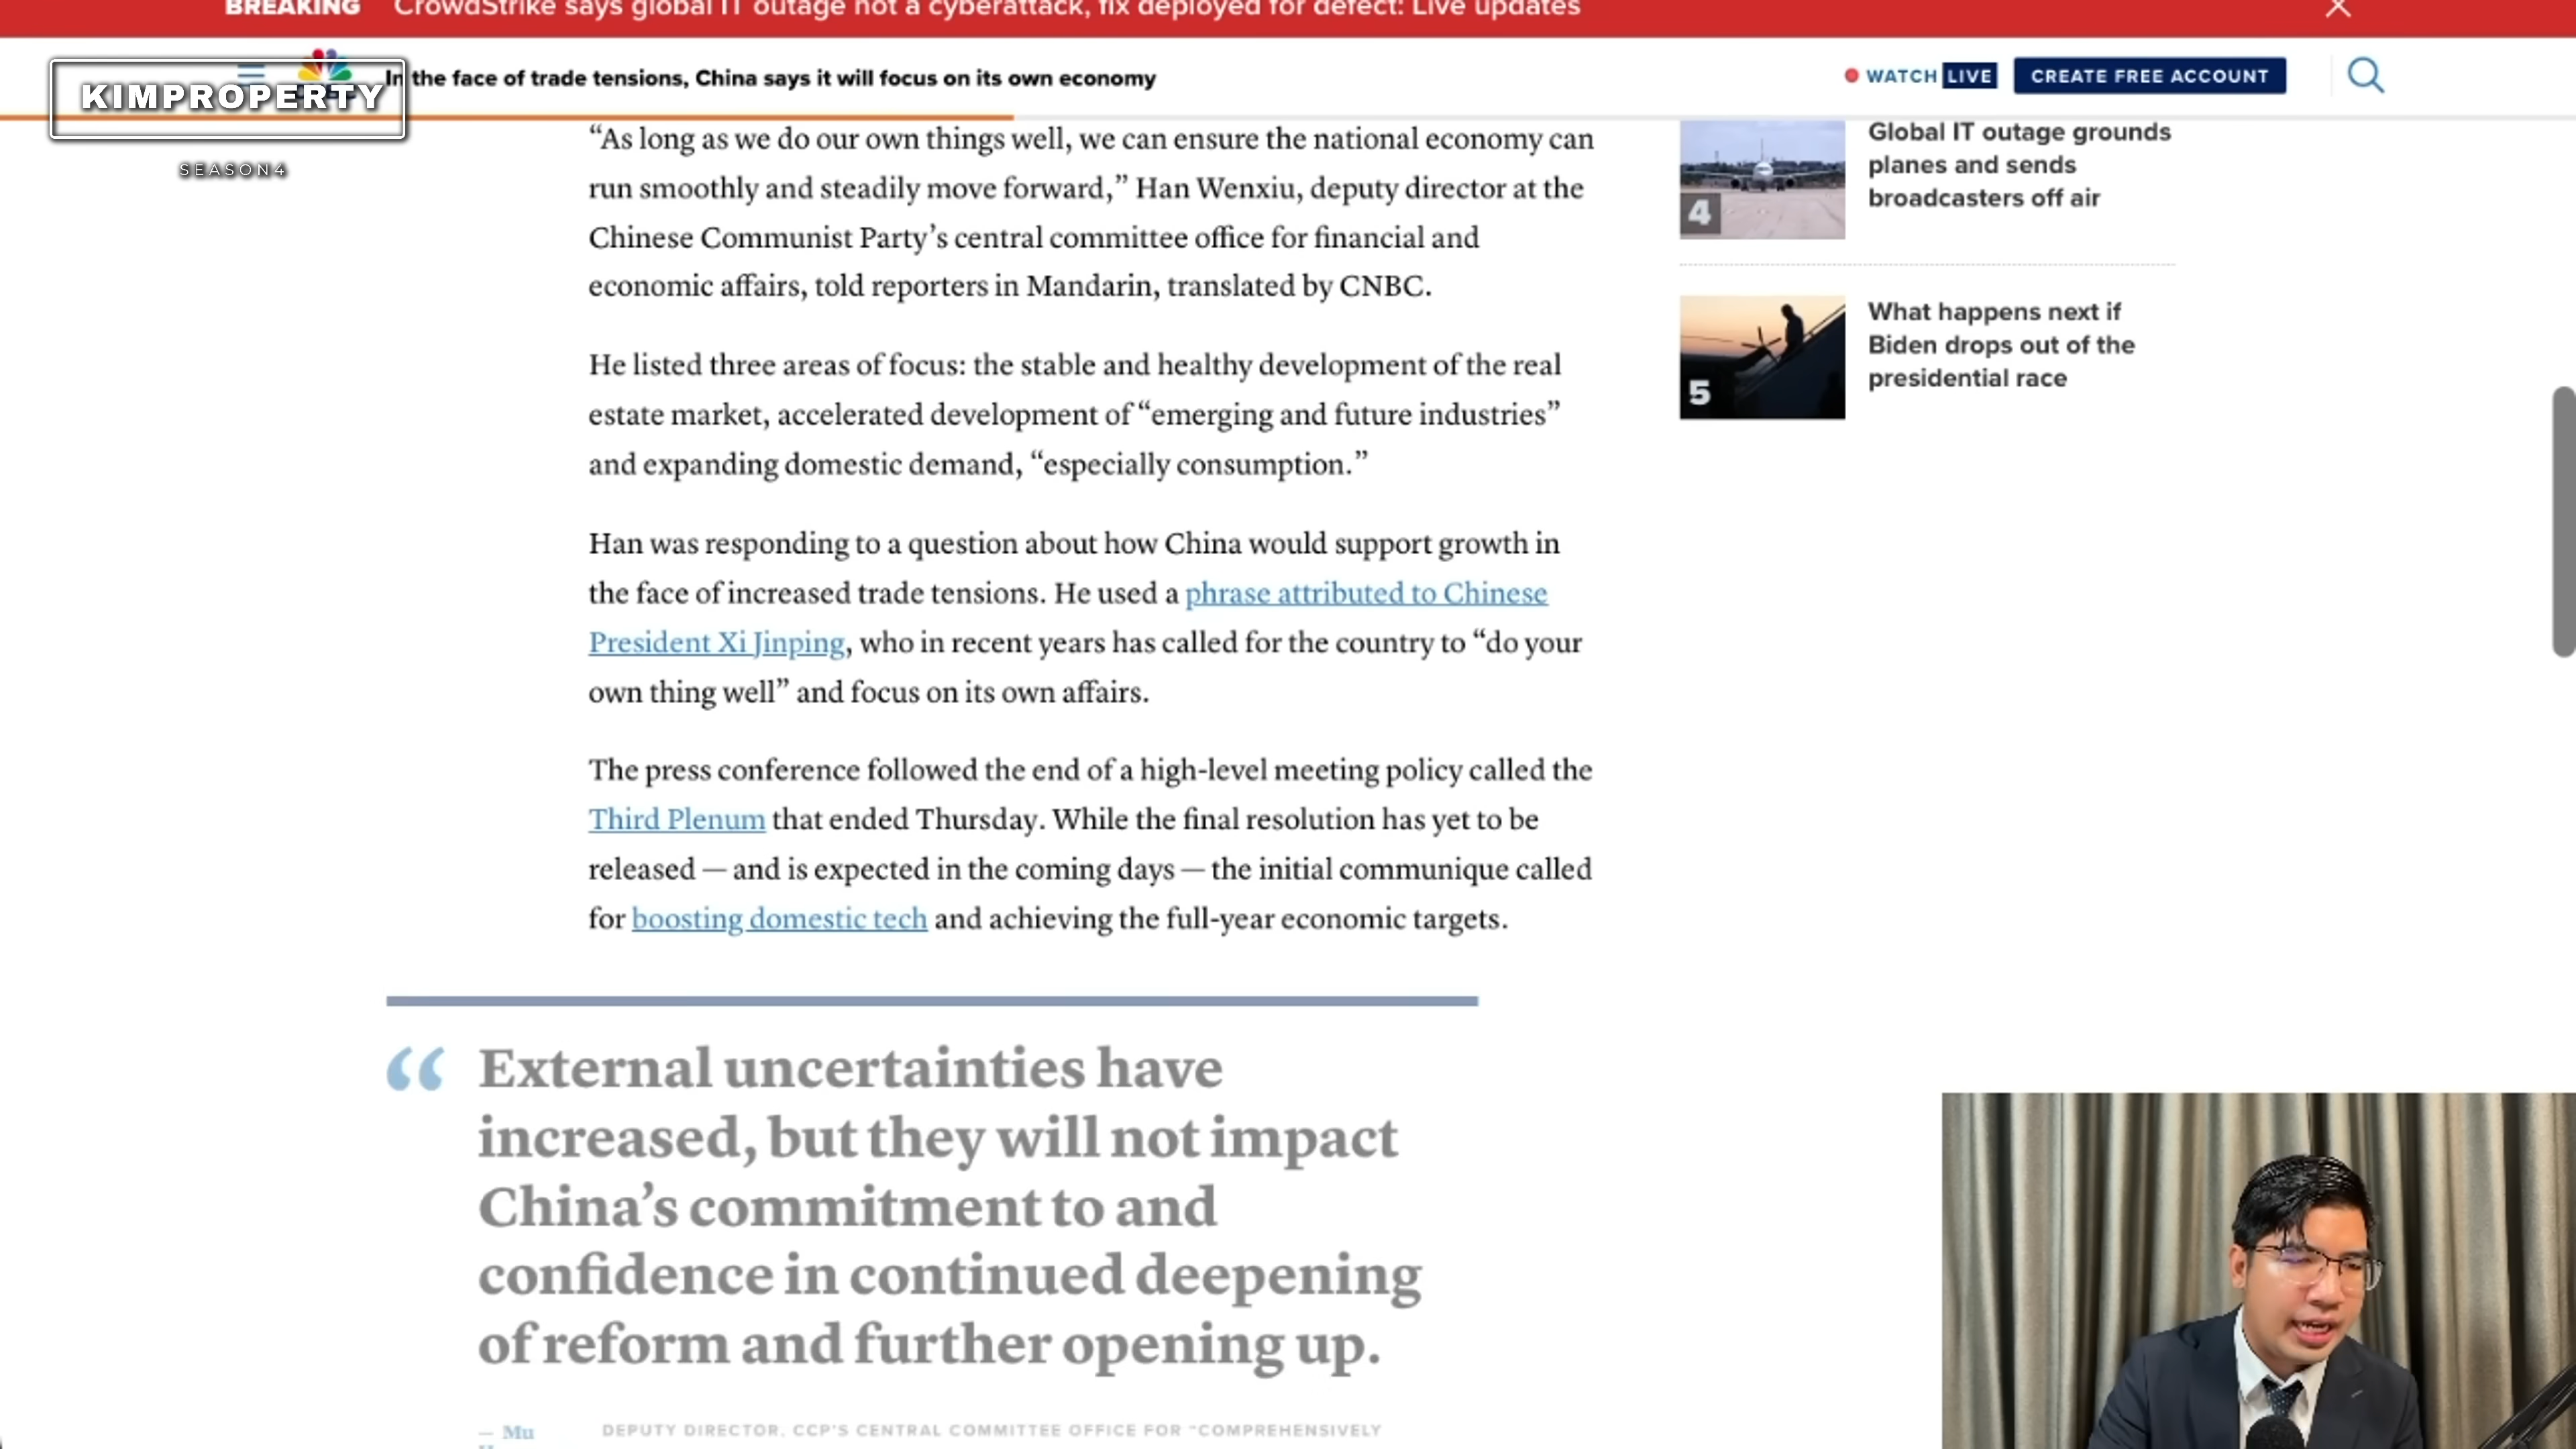 BREAKING CrowdStrike says global IT outage not a cyberattack, fix deployed for defect: Live updates
KIMPROPERTY
SEASON4
In the face of trade tensions, China says it will focus on its own economy
WATCH LIVE
CREATE FREE ACCOUNT
“As long as we do our own things well, we can ensure the national economy can
run smoothly and steadily move forward,” Han Wenxiu, deputy director at the
Chinese Communist Party’s central committee office for financial and
economic affairs, told reporters in Mandarin, translated by CNBC.
He listed three areas of focus: the stable and healthy development of the real
estate market, accelerated development of “emerging and future industries”
and expanding domestic demand, “especially consumption.”
Han was responding to a question about how China would support growth in
the face of increased trade tensions. He used a phrase attributed to Chinese
President Xi Jinping, who in recent years has called for the country to “do your
own thing well” and focus on its own affairs.
The press conference followed the end of a high-level meeting policy called the
Third Plenum that ended Thursday. While the final resolution has yet to be
released — and is expected in the coming days — the initial communique called
for boosting domestic tech and achieving the full-year economic targets.
“ External uncertainties have
increased, but they will not impact
China’s commitment to and
confidence in continued deepening
of reform and further opening up.
— Mu
DEPUTY DIRECTOR, CCP’S CENTRAL COMMITTEE OFFICE FOR “COMPREHENSIVELY
4
Global IT outage grounds
planes and sends
broadcasters off air
5
What happens next if
Biden drops out of the
presidential race